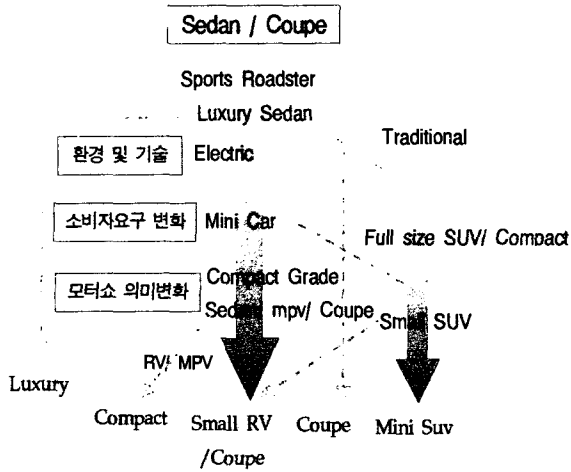 Sedan / Coupe
Sports Roadster
Luxury Sedan
Traditional
환경 및 기술 Electric
소비자요구 변화 Mini Car
Full size SUV/ Compact
모터쇼 의미변화 Compact Grade
Sedan/ mpv/ Coupe
Small SUV
RV/ MPV
Luxury
Compact Small RV Coupe Mini Suv
/Coupe